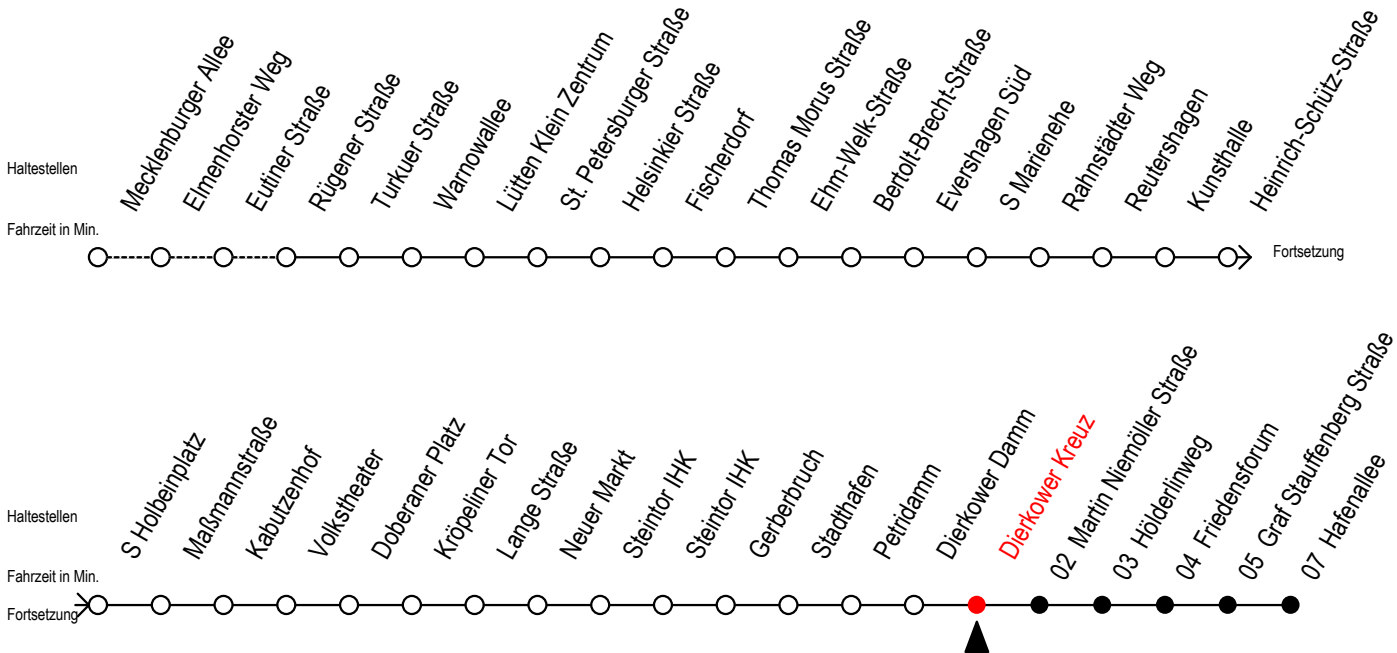 Haltestellen
Mecklenburger Allee
Elmenhorster Weg
Eutiner Straße
Rügener Straße
Turkuer Straße
Warnowallee
Lütten Klein Zentrum
St. Petersburger Straße
Helsinkier Straße
Fischerdorf
Thomas Morus Straße
Ehm-Welk-Straße
Bertolt-Brecht-Straße
Evershagen Süd
S Marienehe
Rahnstädter Weg
Reutershagen
Kunsthalle
Heinrich-Schütz-Straße
Fahrzeit in Min.
Fortsetzung
Haltestellen
S Holbeinplatz
Maßmannstraße
Kabutzenhof
Volkstheater
Doberaner Platz
Kröpeliner Tor
Lange Straße
Neuer Markt
Steintor IHK
Steintor IHK
Gerberbruch
Stadthafen
Petridamm
Dierkower Damm
Dierkower Kreuz
02 Martin Niemöller Straße
03 Hölderlinweg
04 Friedensforum
05 Graf Stauffenberg Straße
07 Hafenallee
Fahrzeit in Min.
Fortsetzung